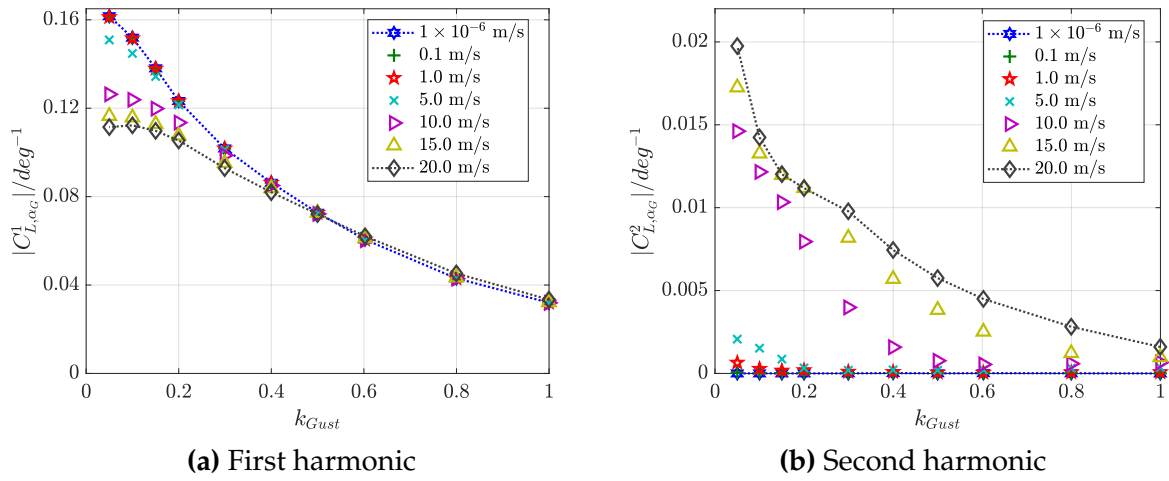 (a)
(b)
|C^1_{L,α_G}|/deg^{-1}
0.16
0.12
0.08
0.04
0
0 0.2 0.4 0.6 0.8 1
k_{Gust}
1 × 10^{-6} m/s
0.1 m/s
1.0 m/s
5.0 m/s
10.0 m/s
15.0 m/s
20.0 m/s
(a) First harmonic
|C^2_{L,α_G}|/deg^{-1}
0.02
0.015
0.01
0.005
0
0 0.2 0.4 0.6 0.8 1
k_{Gust}
1 × 10^{-6} m/s
0.1 m/s
1.0 m/s
5.0 m/s
10.0 m/s
15.0 m/s
20.0 m/s
(b) Second harmonic